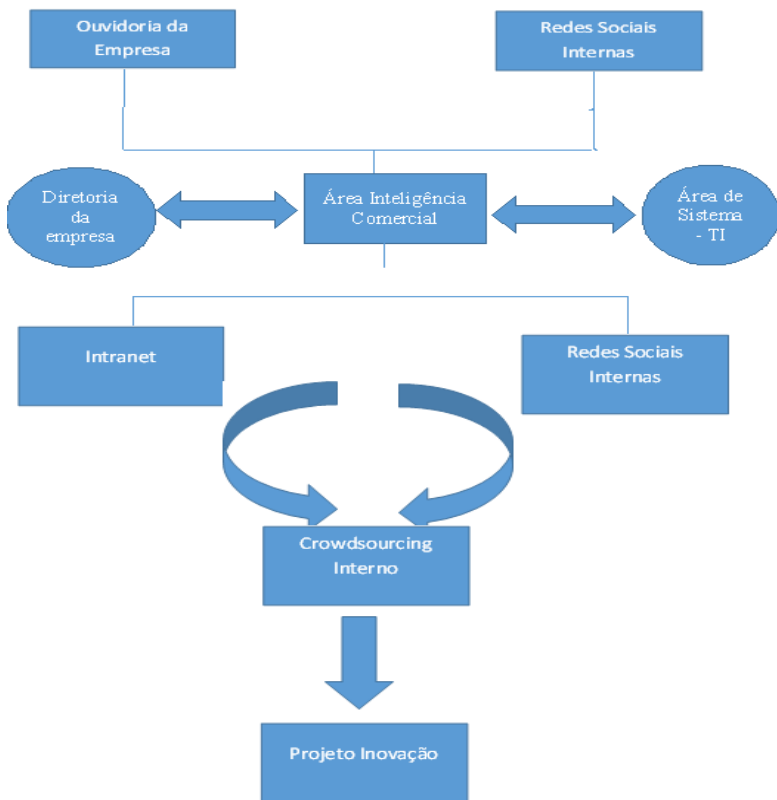 Ouvidoria da
Empresa
Redes Sociais
Internas
Diretoria
da
empresa
Área Inteligência
Comercial
Área de
Sistema
- TI
Intranet
Redes Sociais
Internas
Crowdsourcing
Interno
Projeto Inovação